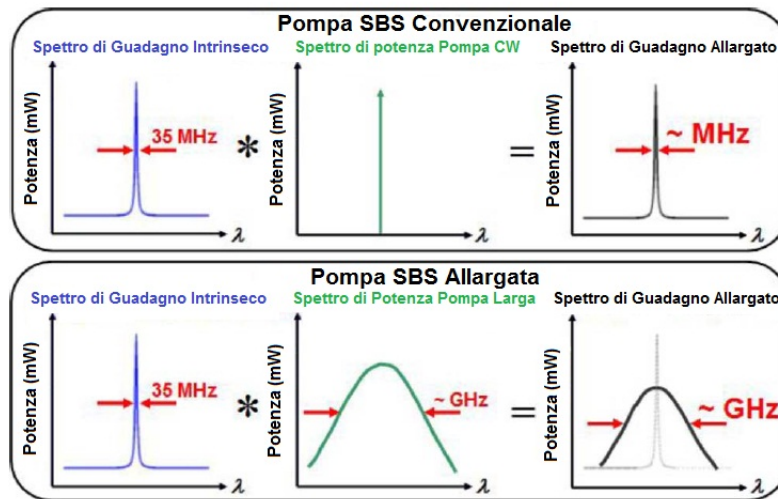 Pompa SBS Convenzionale
Spettro di Guadagno Intrinseco
Spettro di potenza Pompa CW
Spettro di Guadagno Allargato
Potenza (mW)
35 MHz
λ
*
Potenza (mW)
λ
=
Potenza (mW)
~ MHz
λ
Pompa SBS Allargata
Spettro di Guadagno Intrinseco
Spettro di Potenza Pompa Larga
Spettro di Guadagno Allargato
Potenza (mW)
35 MHz
λ
*
Potenza (mW)
~ GHz
λ
=
Potenza (mW)
~ GHz
λ